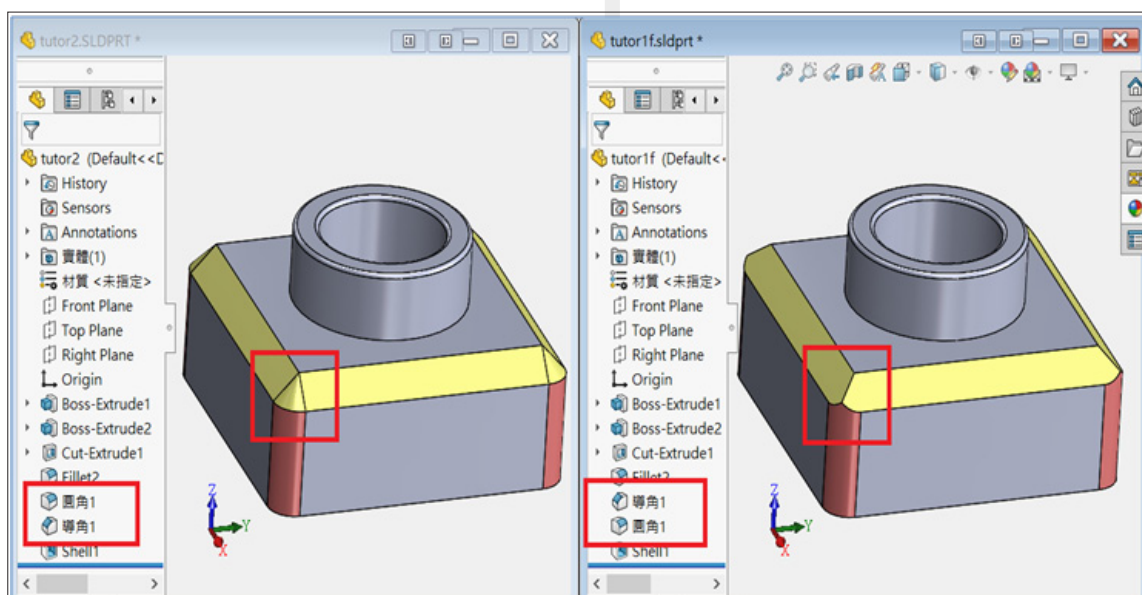 tutor2.SLDPRT *
tutor2 (Default<<D
History
Sensors
Annotations
實體(1)
材質 <未指定>
Front Plane
Top Plane
Right Plane
Origin
Boss-Extrude1
Boss-Extrude2
Cut-Extrude1
Fillet2
圓角1
導角1
Shell1
Z
Y
X
tutor1f.sldprt *
tutor1f (Default<<
History
Sensors
Annotations
實體(1)
材質 <未指定>
Front Plane
Top Plane
Right Plane
Origin
Boss-Extrude1
Boss-Extrude2
Cut-Extrude1
Fillet2
導角1
圓角1
Shell1
Z
Y
X